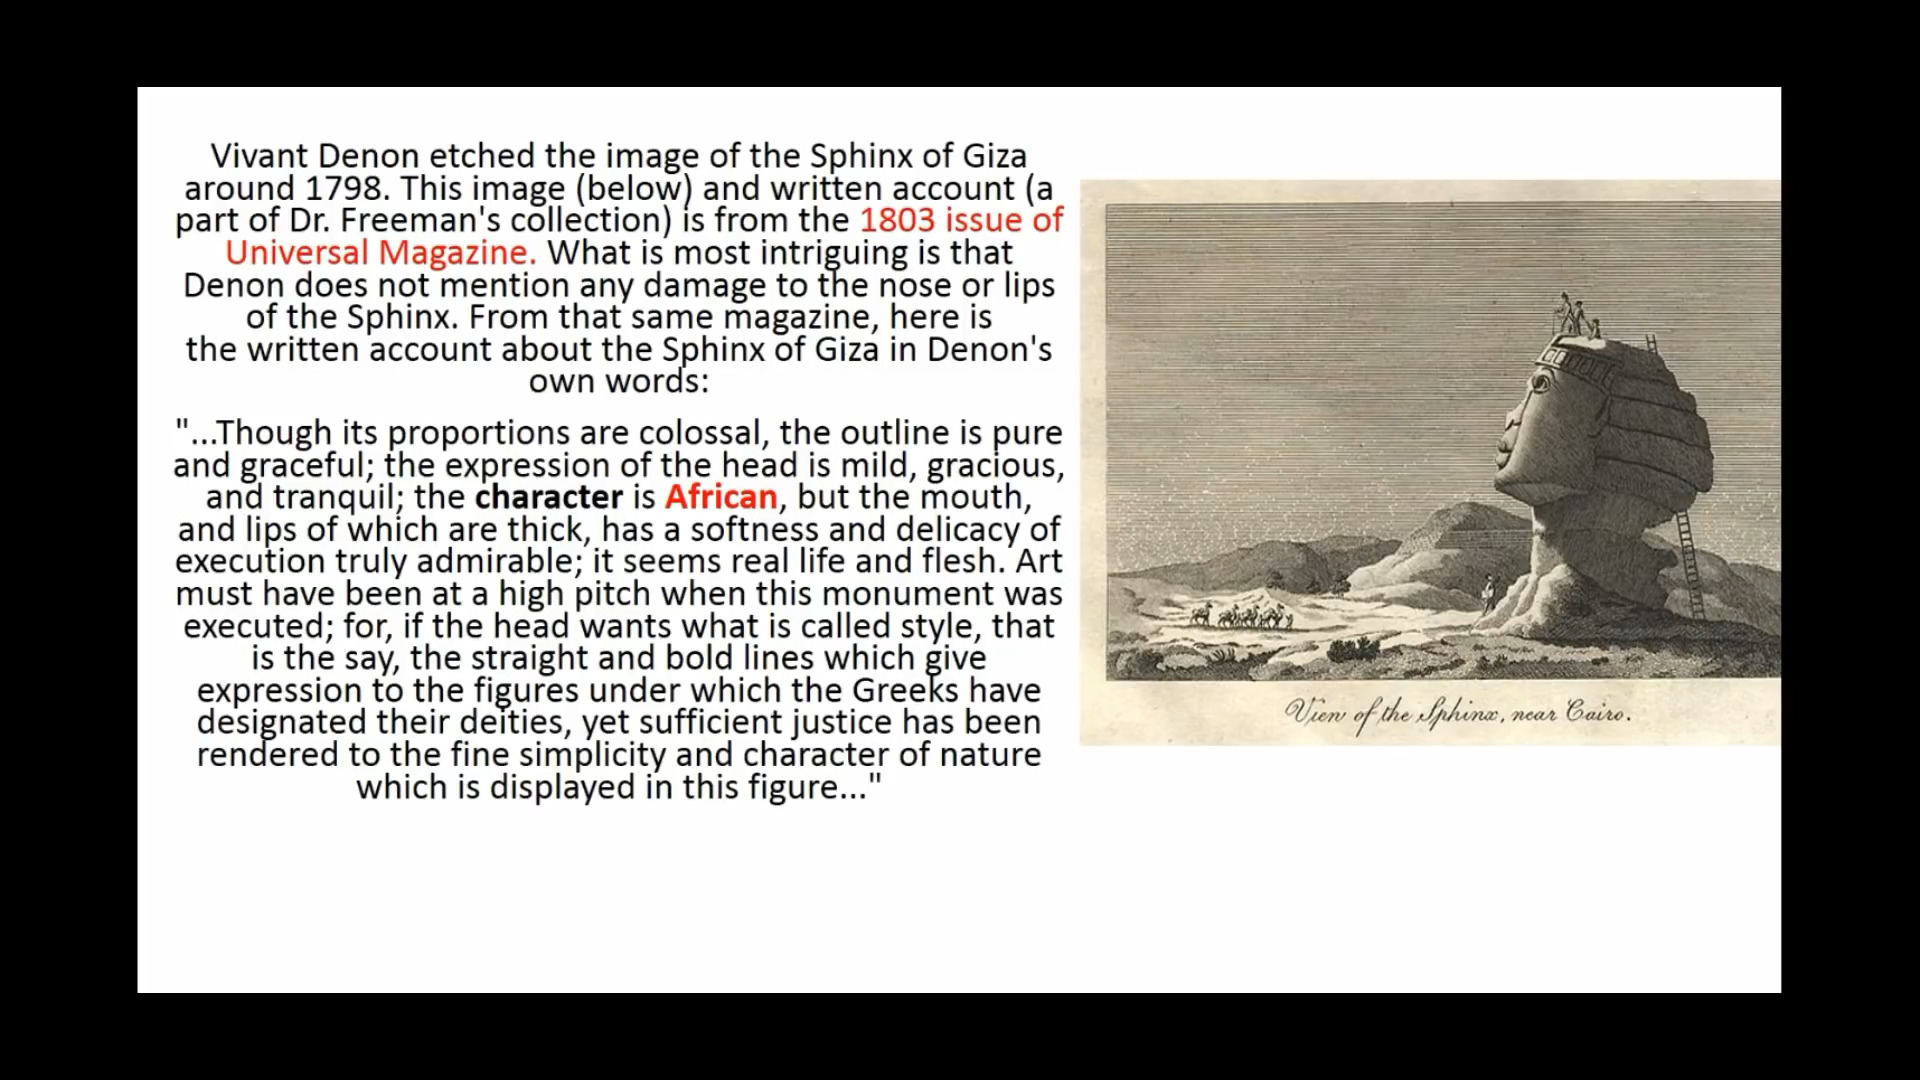 Vivant Denon etched the image of the Sphinx of Giza
around 1798. This image (below) and written account (a
part of Dr. Freeman's collection) is from the 1803 issue of
Universal Magazine. What is most intriguing is that
Denon does not mention any damage to the nose or lips
of the Sphinx. From that same magazine, here is
the written account about the Sphinx of Giza in Denon's
own words:
"...Though its proportions are colossal, the outline is pure
and graceful; the expression of the head is mild, gracious,
and tranquil; the character is African, but the mouth,
and lips of which are thick, has a softness and delicacy of
execution truly admirable; it seems real life and flesh. Art
must have been at a high pitch when this monument was
executed; for, if the head wants what is called style, that
is the say, the straight and bold lines which give
expression to the figures under which the Greeks have
designated their deities, yet sufficient justice has been
rendered to the fine simplicity and character of nature
which is displayed in this figure..."
View of the Sphinx, near Cairo.